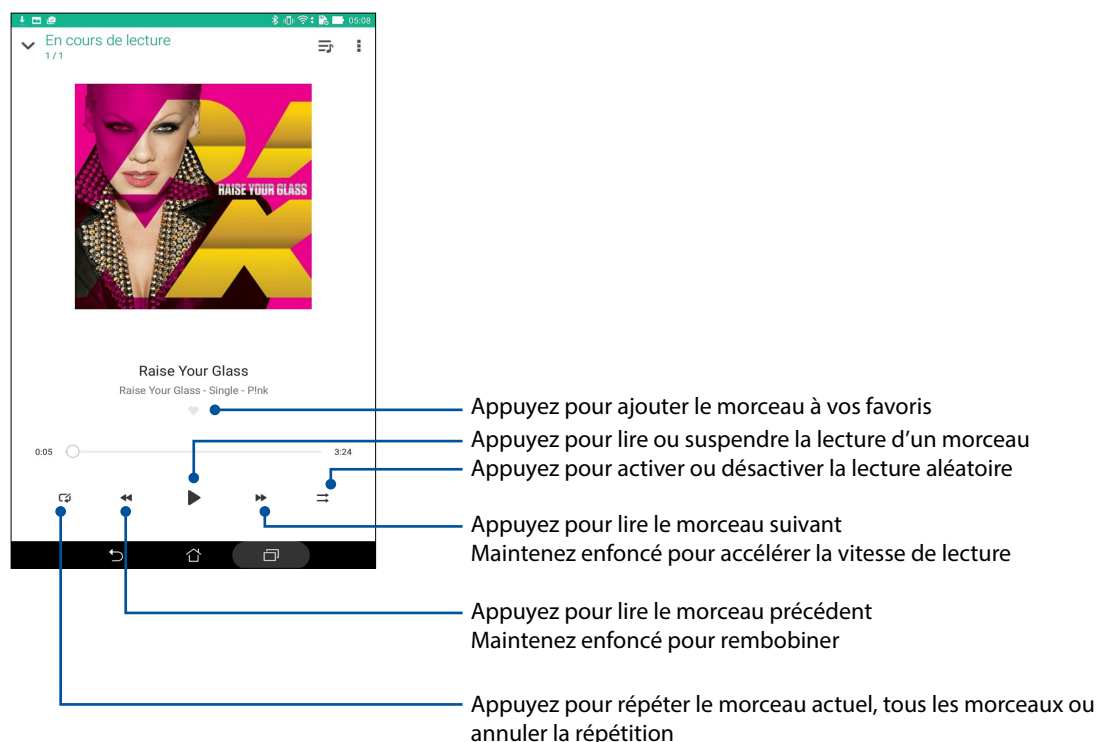 05:08
En cours de lecture
1 / 1
RAISE YOUR GLASS
Raise Your Glass
Raise Your Glass - Single - P!nk
0:05
3:24
Appuyez pour ajouter le morceau à vos favoris
Appuyez pour lire ou suspendre la lecture d’un morceau
Appuyez pour activer ou désactiver la lecture aléatoire
Appuyez pour lire le morceau suivant
Maintenez enfoncé pour accélérer la vitesse de lecture
Appuyez pour lire le morceau précédent
Maintenez enfoncé pour rembobiner
Appuyez pour répéter le morceau actuel, tous les morceaux ou
annuler la répétition